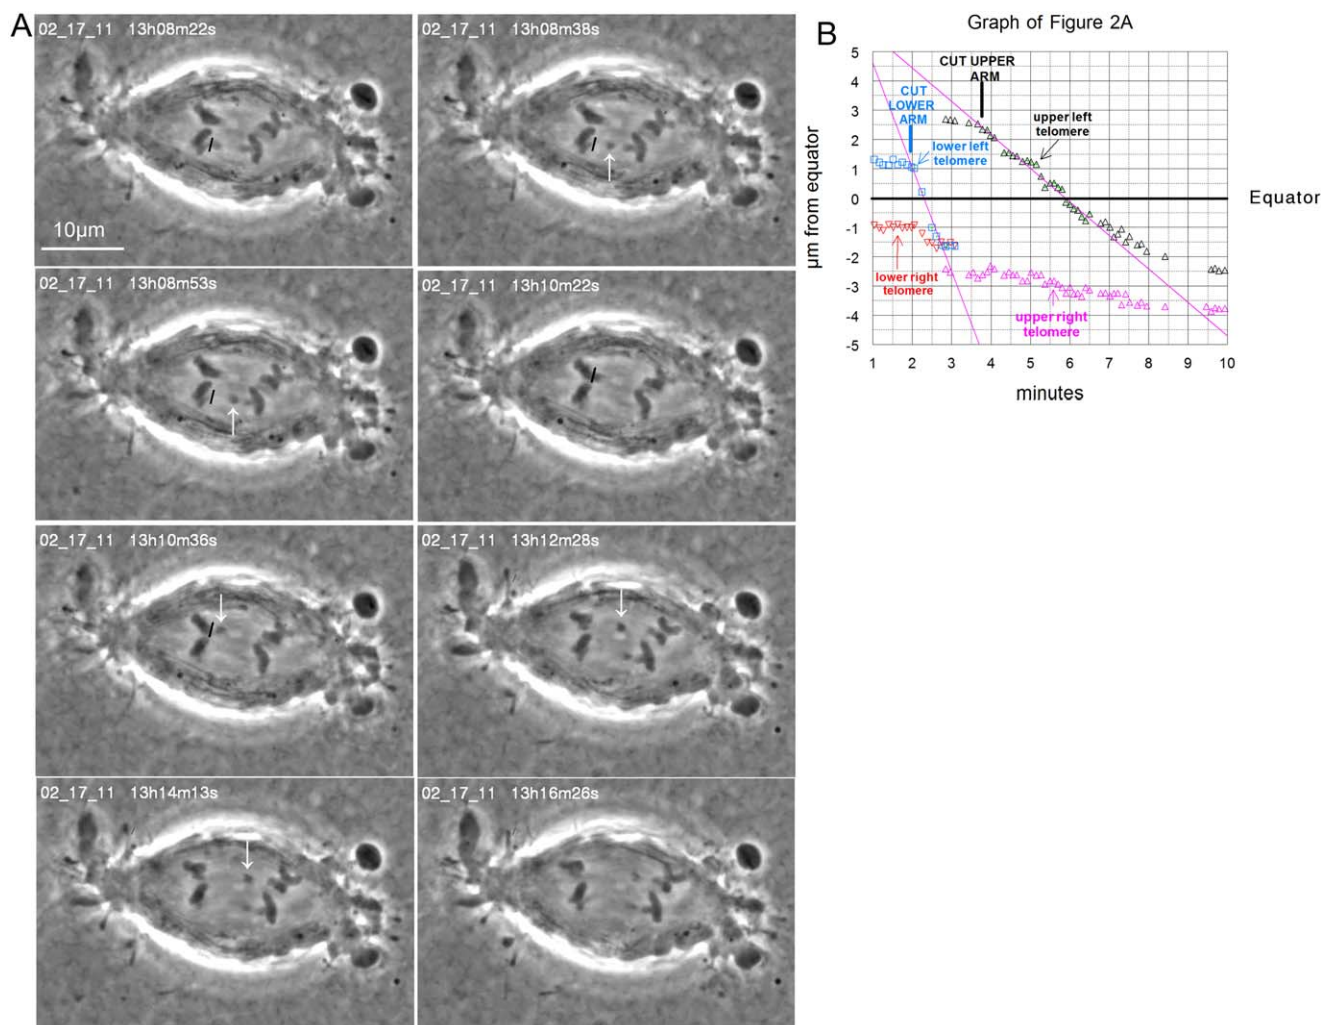 A
02_17_11 13h08m22s
10µm
02_17_11 13h08m38s
02_17_11 13h08m53s
02_17_11 13h10m22s
02_17_11 13h10m36s
02_17_11 13h12m28s
02_17_11 13h14m13s
02_17_11 13h16m26s
B
Graph of Figure 2A
µm from equator
5
4
3
2
1
0
-1
-2
-3
-4
-5
CUT UPPER
ARM
CUT
LOWER
ARM
upper left
telomere
lower left
telomere
Equator
lower right
telomere
upper right
telomere
1 2 3 4 5 6 7 8 9 10
minutes